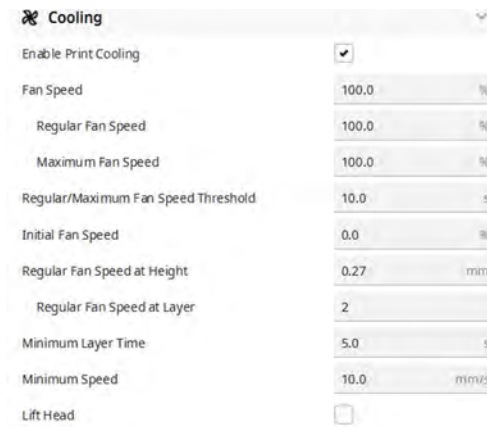 Cooling
Enable Print Cooling
Fan Speed 100.0 %
Regular Fan Speed 100.0 %
Maximum Fan Speed 100.0 %
Regular/Maximum Fan Speed Threshold 10.0 s
Initial Fan Speed 0.0 %
Regular Fan Speed at Height 0.27 mm
Regular Fan Speed at Layer 2
Minimum Layer Time 5.0 s
Minimum Speed 10.0 mm/s
Lift Head